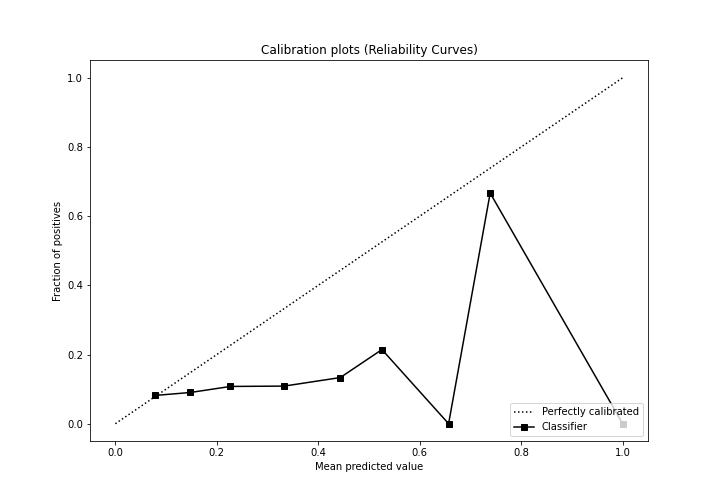 Calibration plots (Reliability Curves)
1.0
0.8
0.6
0.4
0.2
0.0
Fraction of positives
0.0 0.2 0.4 0.6 0.8 1.0
Mean predicted value
Perfectly calibrated
Classifier